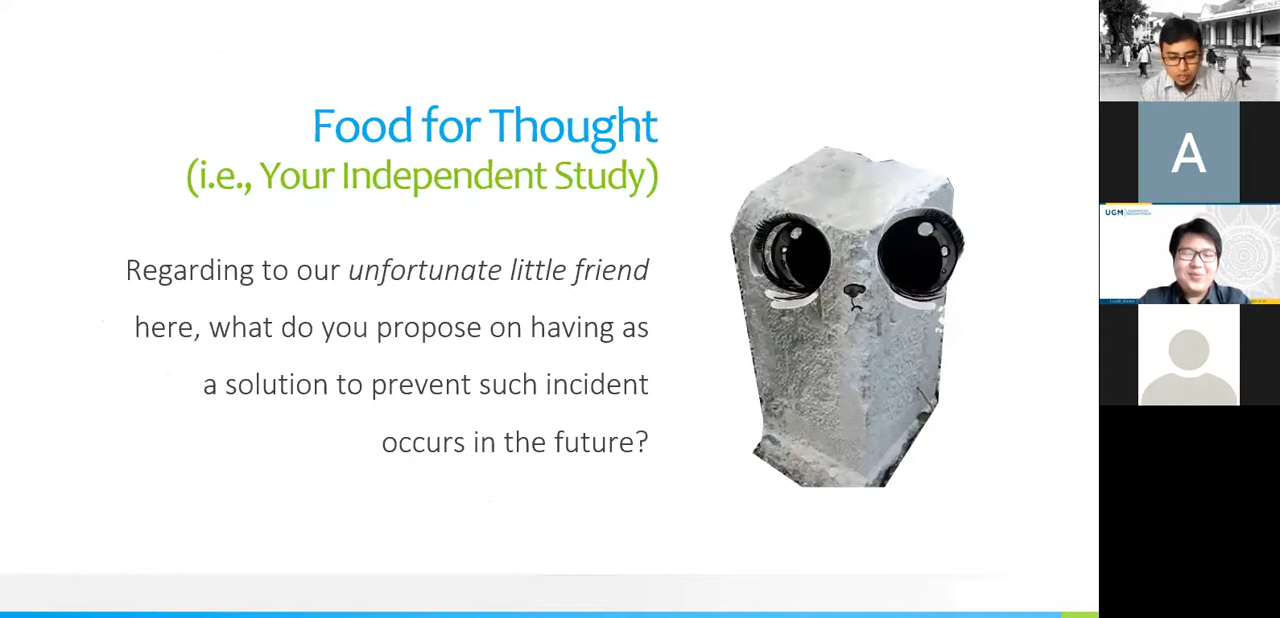 Food for Thought
(i.e., Your Independent Study)
Regarding to our unfortunate little friend
here, what do you propose on having as
a solution to prevent such incident
occurs in the future?
A
UGM